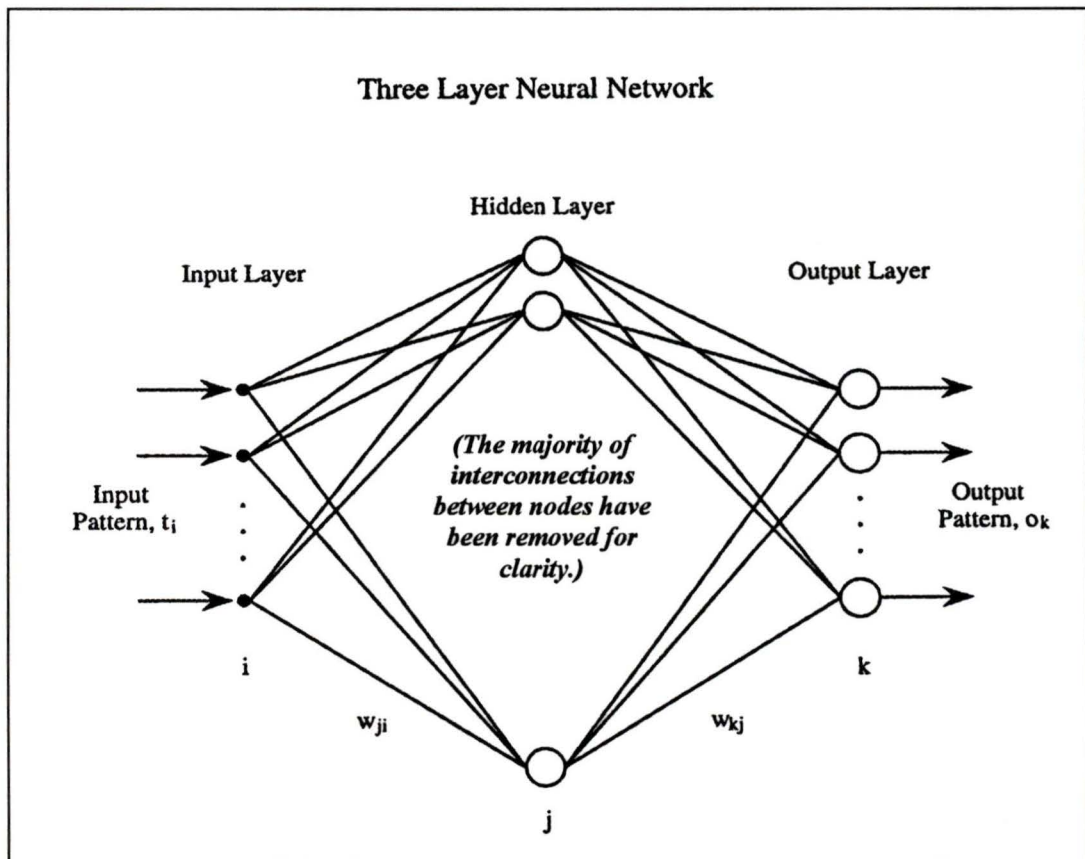 Three Layer Neural Network
Hidden Layer
Input Layer
Output Layer
(The majority of
interconnections
between nodes have
been removed for
clarity.)
Input
Pattern, ti
Output
Pattern, ok
i
k
wji
wkj
j